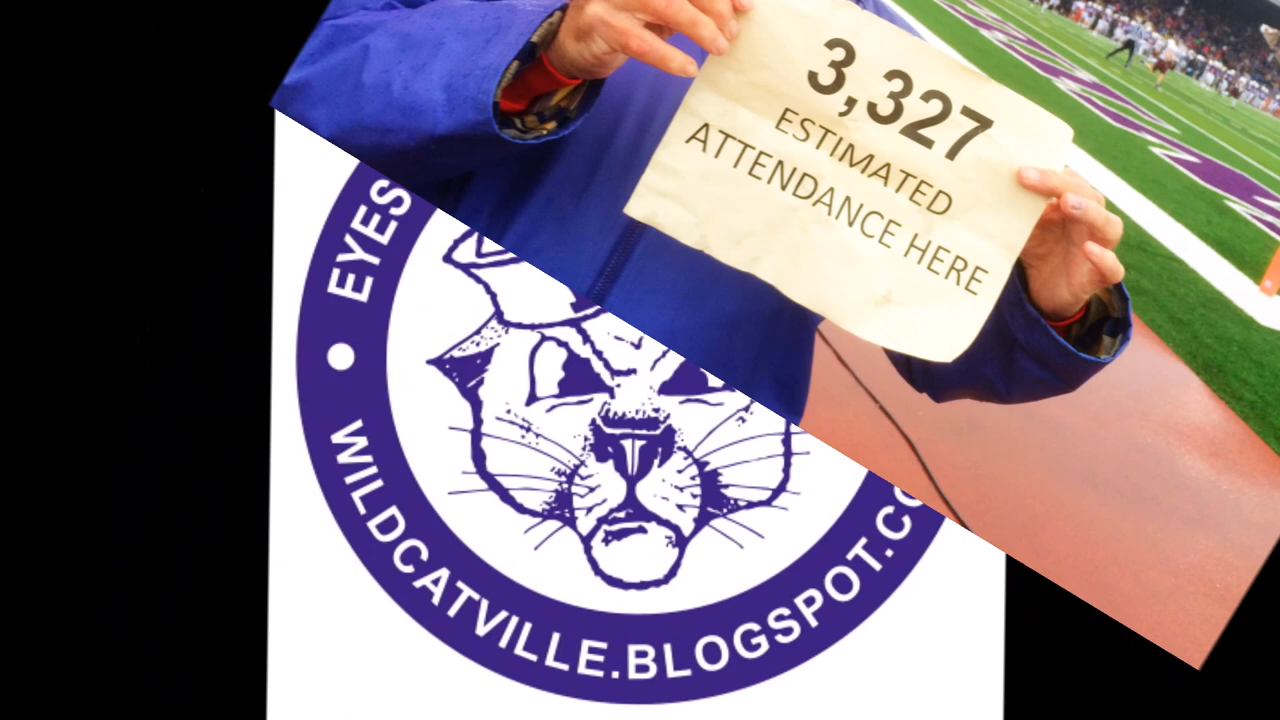 3,327
ESTIMATED
ATTENDANCE HERE
EYES
WILDCATVILLE.BLOGSPOT.CO